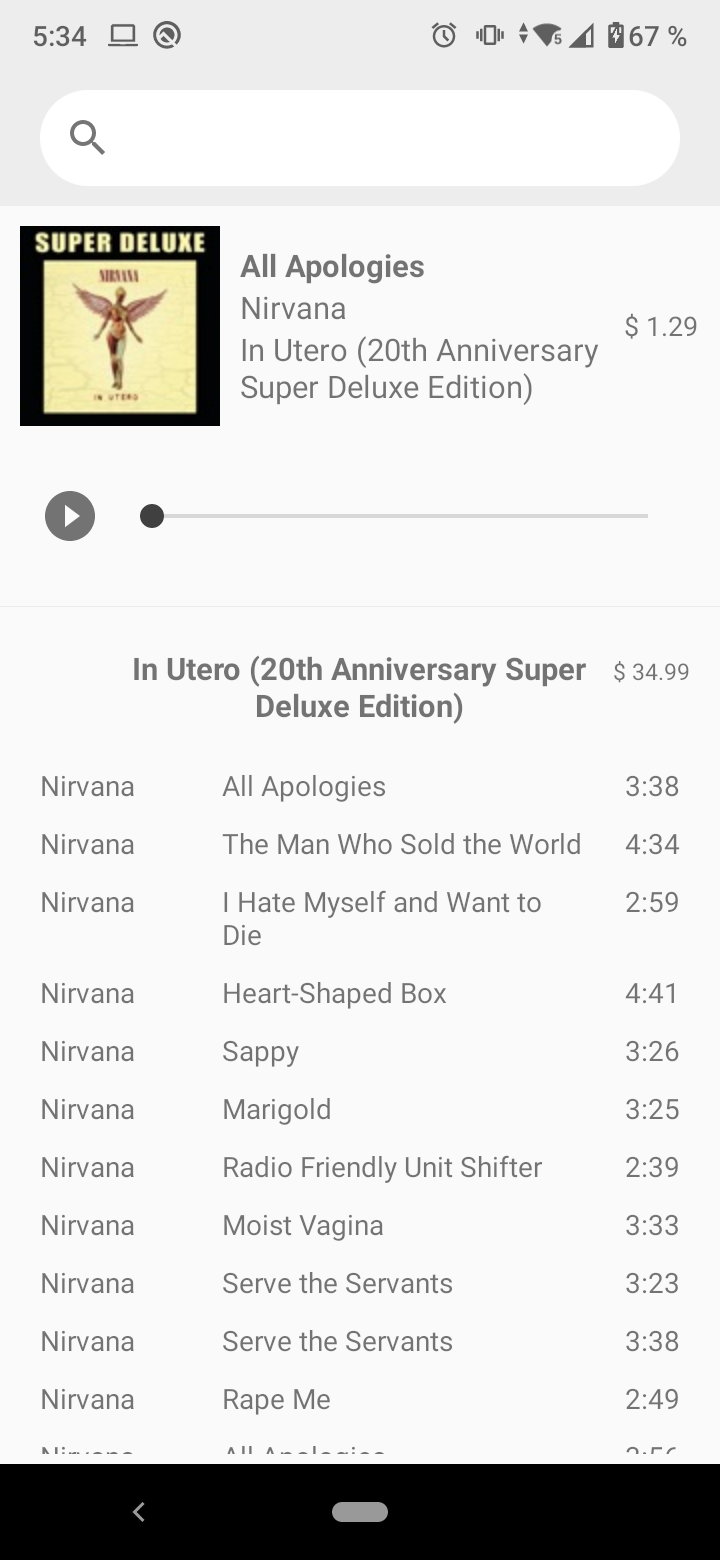 5:34
5
67 %
SUPER DELUXE
NIRVANA
IN UTERO
All Apologies
Nirvana
In Utero (20th Anniversary
Super Deluxe Edition)
$ 1.29
In Utero (20th Anniversary Super
Deluxe Edition)
$ 34.99
Nirvana All Apologies 3:38
Nirvana The Man Who Sold the World 4:34
Nirvana I Hate Myself and Want to 2:59
Die
Nirvana Heart-Shaped Box 4:41
Nirvana Sappy 3:26
Nirvana Marigold 3:25
Nirvana Radio Friendly Unit Shifter 2:39
Nirvana Moist Vagina 3:33
Nirvana Serve the Servants 3:23
Nirvana Serve the Servants 3:38
Nirvana Rape Me 2:49
Nirvana All Apologies